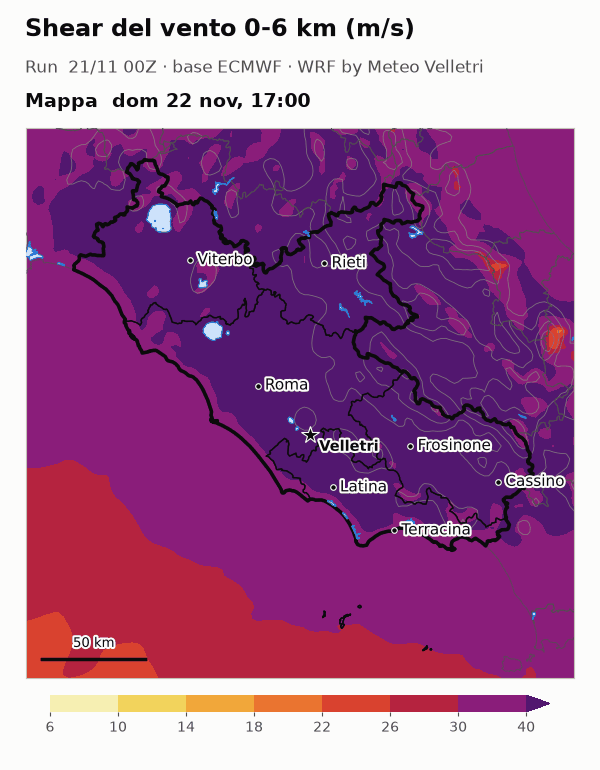 Shear del vento 0-6 km (m/s)
Run  21/11 00Z · base ECMWF · WRF by Meteo Velletri
Mappa  dom 22 nov, 17:00
Viterbo
Rieti
Roma
Velletri
Frosinone
Latina
Cassino
Terracina
50 km
6 10 14 18 22 26 30 40